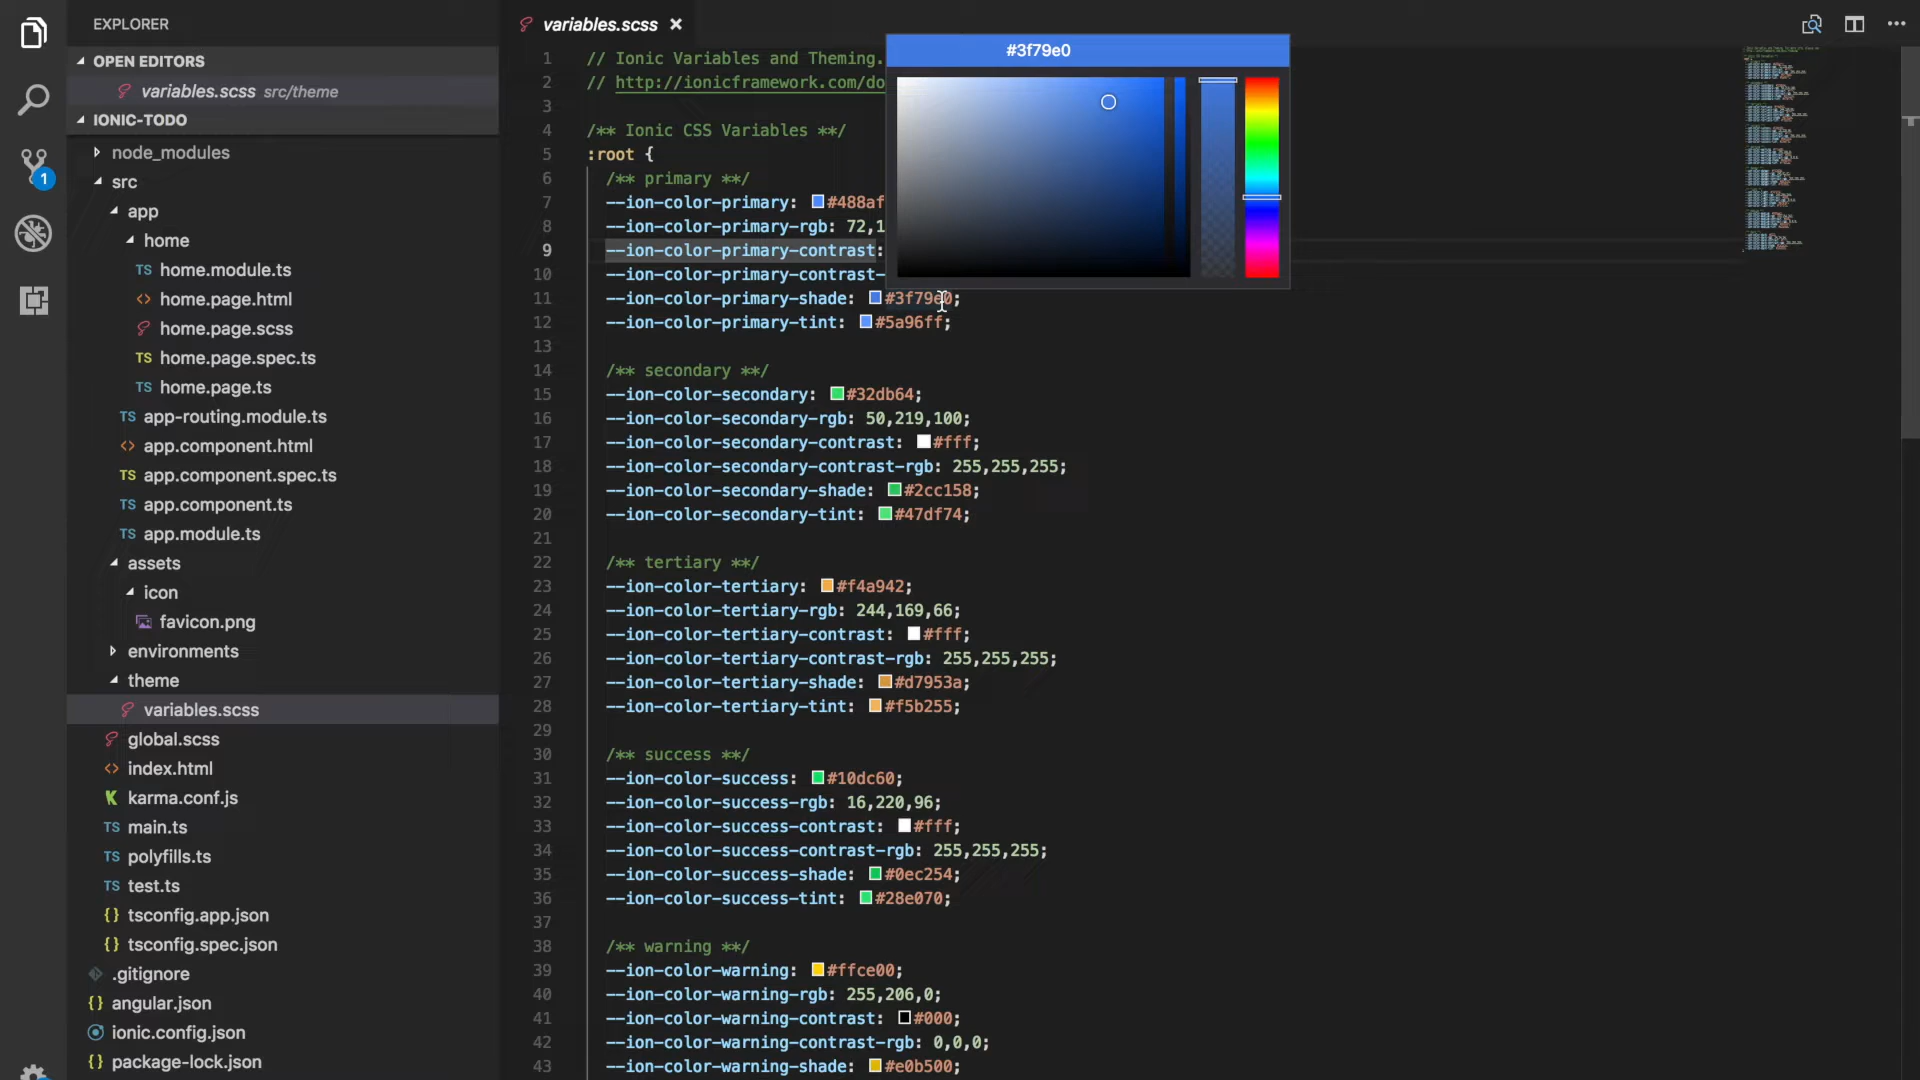 EXPLORER
OPEN EDITORS
variables.scss src/theme
IONIC-TODO
node_modules
src
app
home
TS home.module.ts
<> home.page.html
home.page.scss
TS home.page.spec.ts
TS home.page.ts
TS app-routing.module.ts
<> app.component.html
TS app.component.spec.ts
TS app.component.ts
TS app.module.ts
assets
icon
favicon.png
environments
theme
variables.scss
global.scss
<> index.html
K karma.conf.js
TS main.ts
TS polyfills.ts
TS test.ts
{} tsconfig.app.json
{} tsconfig.spec.json
.gitignore
{} angular.json
ionic.config.json
{} package-lock.json
1
variables.scss ×
#3f79e0
1 // Ionic Variables and Theming.
2 // http://ionicframework.com/do
3
4 /** Ionic CSS Variables **/
5 :root {
6 /** primary **/
7 --ion-color-primary: #488af
8 --ion-color-primary-rgb: 72,1
9 --ion-color-primary-contrast:
10 --ion-color-primary-contrast-
11 --ion-color-primary-shade: #3f79e0;
12 --ion-color-primary-tint: #5a96ff;
13
14 /** secondary **/
15 --ion-color-secondary: #32db64;
16 --ion-color-secondary-rgb: 50,219,100;
17 --ion-color-secondary-contrast: #fff;
18 --ion-color-secondary-contrast-rgb: 255,255,255;
19 --ion-color-secondary-shade: #2cc158;
20 --ion-color-secondary-tint: #47df74;
21
22 /** tertiary **/
23 --ion-color-tertiary: #f4a942;
24 --ion-color-tertiary-rgb: 244,169,66;
25 --ion-color-tertiary-contrast: #fff;
26 --ion-color-tertiary-contrast-rgb: 255,255,255;
27 --ion-color-tertiary-shade: #d7953a;
28 --ion-color-tertiary-tint: #f5b255;
29
30 /** success **/
31 --ion-color-success: #10dc60;
32 --ion-color-success-rgb: 16,220,96;
33 --ion-color-success-contrast: #fff;
34 --ion-color-success-contrast-rgb: 255,255,255;
35 --ion-color-success-shade: #0ec254;
36 --ion-color-success-tint: #28e070;
37
38 /** warning **/
39 --ion-color-warning: #ffce00;
40 --ion-color-warning-rgb: 255,206,0;
41 --ion-color-warning-contrast: #000;
42 --ion-color-warning-contrast-rgb: 0,0,0;
43 --ion-color-warning-shade: #e0b500;